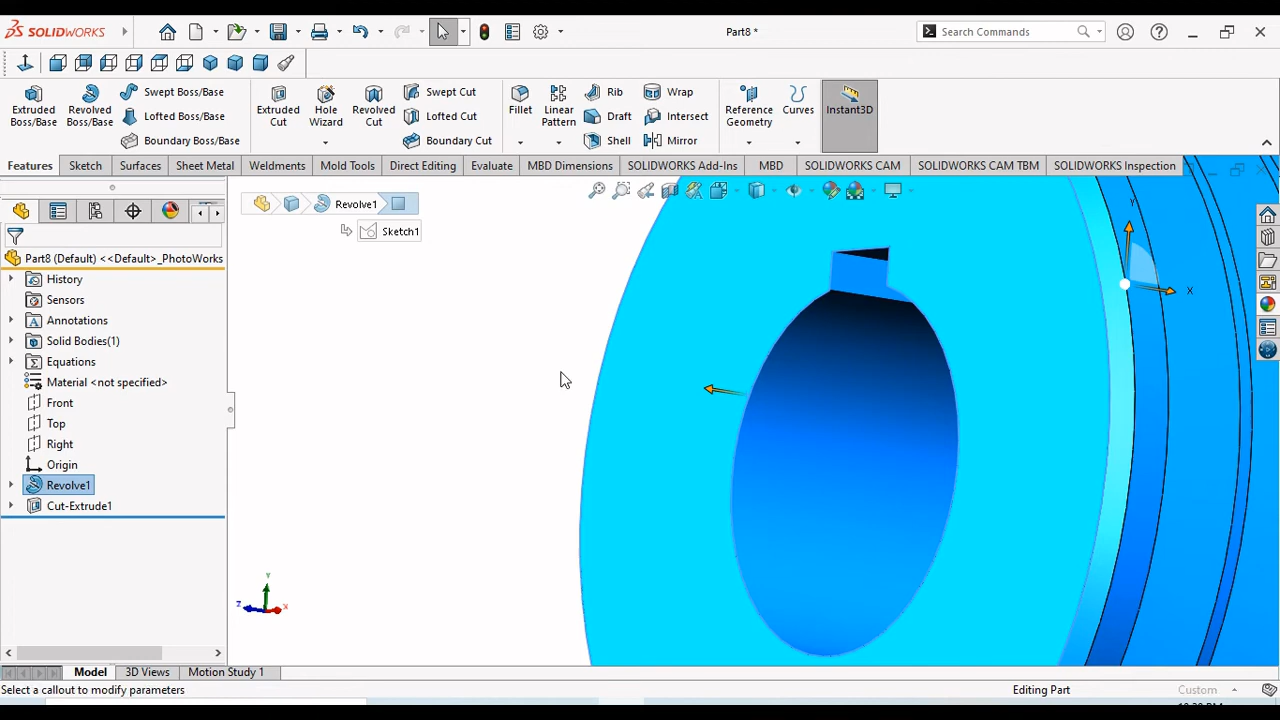 SOLIDWORKS
Part8 *
Search Commands
Extruded Boss/Base
Revolved Boss/Base
Swept Boss/Base
Lofted Boss/Base
Boundary Boss/Base
Extruded Cut
Hole Wizard
Revolved Cut
Swept Cut
Lofted Cut
Boundary Cut
Fillet
Linear Pattern
Rib
Draft
Shell
Wrap
Intersect
Mirror
Reference Geometry
Curves
Instant3D
Features Sketch Surfaces Sheet Metal Weldments Mold Tools Direct Editing Evaluate MBD Dimensions SOLIDWORKS Add-Ins MBD SOLIDWORKS CAM SOLIDWORKS CAM TBM SOLIDWORKS Inspection
Revolve1
Sketch1
Part8 (Default) <<Default>_PhotoWorks
History
Sensors
Annotations
Solid Bodies(1)
Equations
Material <not specified>
Front
Top
Right
Origin
Revolve1
Cut-Extrude1
Y
X
Y
Z
X
Model 3D Views Motion Study 1
Select a callout to modify parameters
Editing Part
Custom